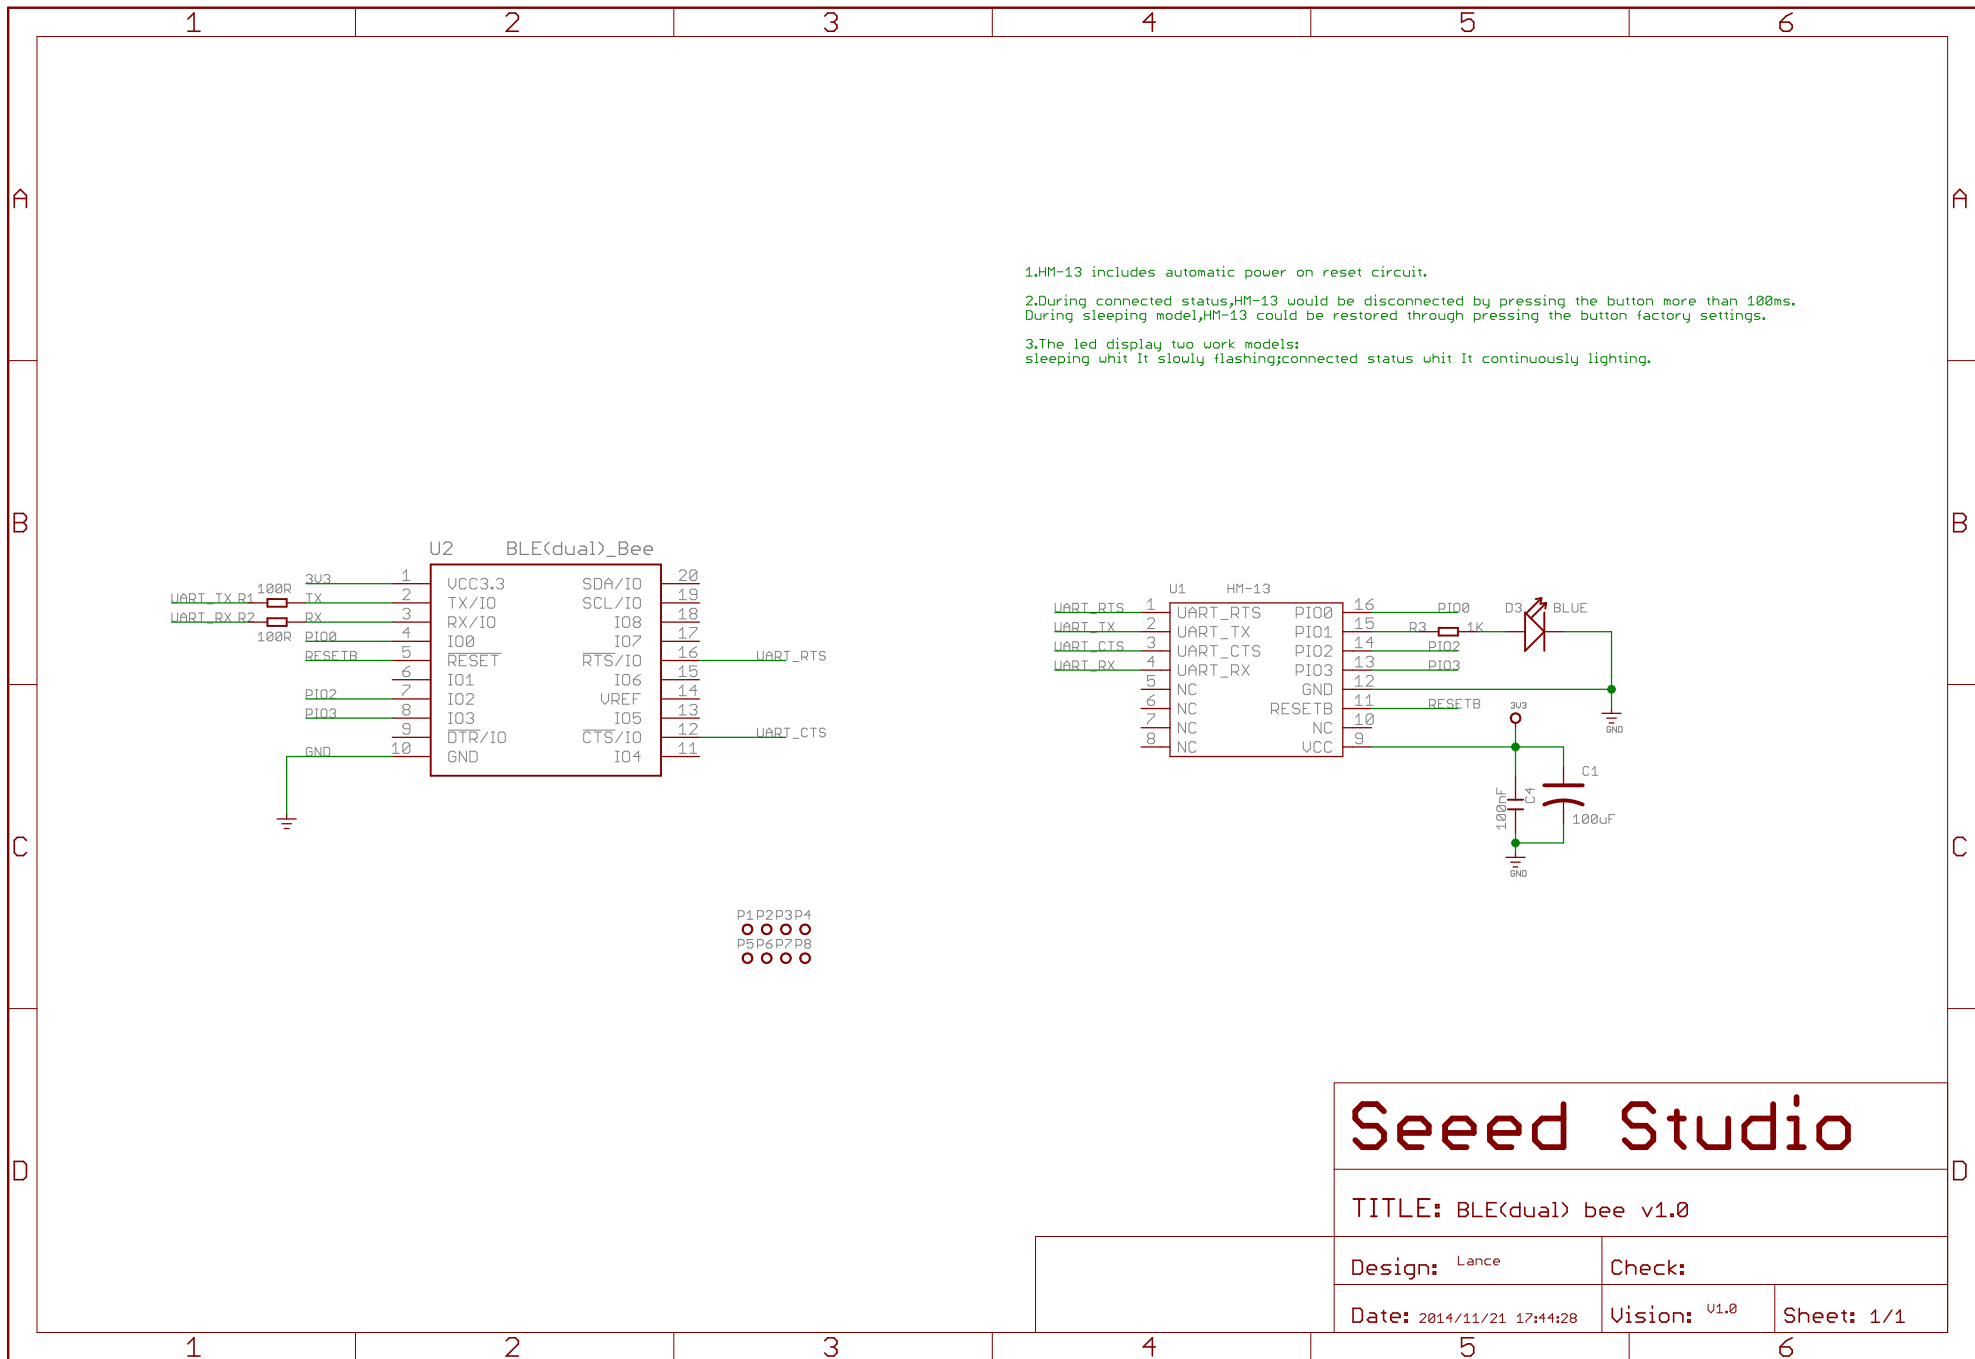 1 2 3 4 5 6
A A
1.HM-13 includes automatic power on reset circuit.
2.During connected status,HM-13 would be disconnected by pressing the button more than 100ms.
During sleeping model,HM-13 could be restored through pressing the button factory settings.
3.The led display two work models:
sleeping whit It slowly flashing;connected status whit It continuously lighting.
B B
U2 BLE(dual)_Bee
3V3 1 VCC3.3 SDA/IO 20
UART_TX R1 100R TX 2 TX/IO SCL/IO 19
UART_RX R2 100R RX 3 RX/IO IO8 18
PIO0 4 IO0 IO7 17
RESETB 5 RESET RTS/IO 16 UART_RTS
6 IO1 IO6 15
PIO2 7 IO2 VREF 14
PIO3 8 IO3 IO5 13
9 DTR/IO CTS/IO 12 UART_CTS
GND 10 GND IO4 11
U1 HM-13
UART_RTS 1 UART_RTS PIO0 16 PIO0 D3 BLUE
UART_TX 2 UART_TX PIO1 15 R3 1K
UART_CTS 3 UART_CTS PIO2 14 PIO2
UART_RX 4 UART_RX PIO3 13 PIO3
5 NC GND 12
6 NC RESETB 11 RESETB 3V3
7 NC NC 10 GND
8 NC VCC 9
C1
100nF C4 100uF
GND
C C
P1 P2 P3 P4
P5 P6 P7 P8
D D
Seeed Studio
TITLE: BLE(dual) bee v1.0
Design: Lance Check:
Date: 2014/11/21 17:44:28 Vision: V1.0 Sheet: 1/1
1 2 3 4 5 6